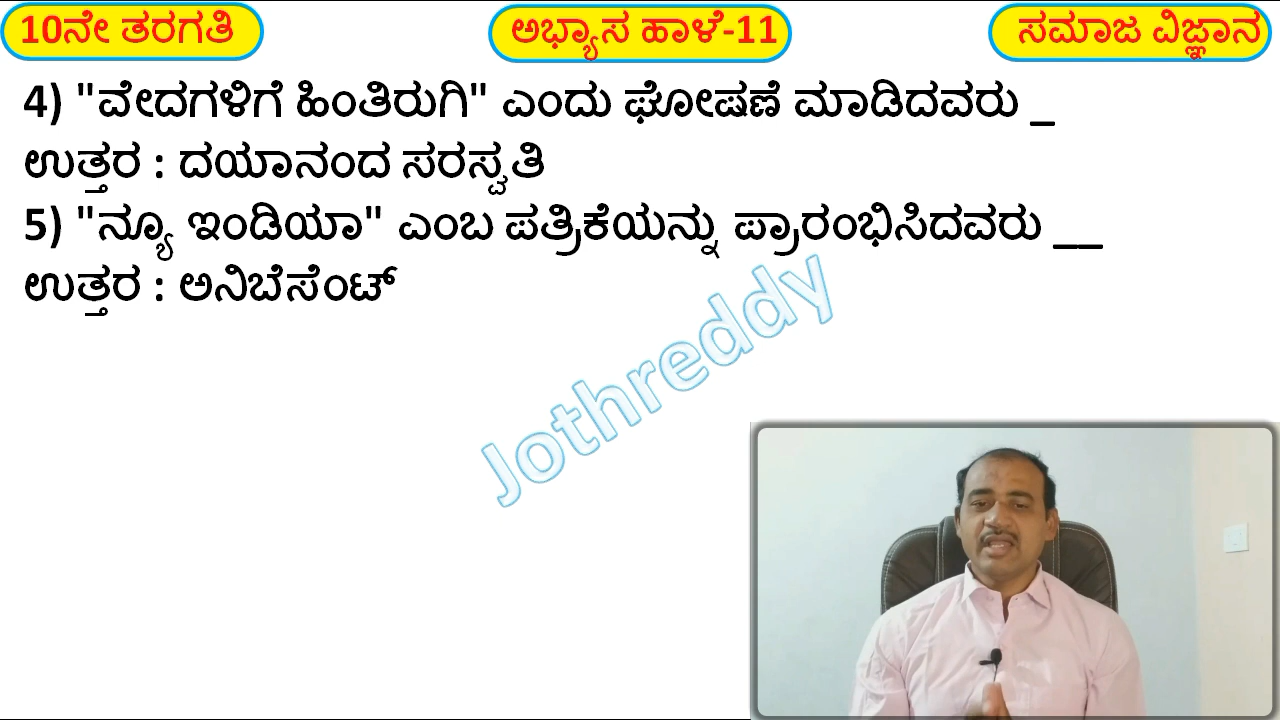 10ನೇ ತರಗತಿ
ಅಭ್ಯಾಸ ಹಾಳೆ-11
ಸಮಾಜ ವಿಜ್ಞಾನ
4) "ವೇದಗಳಿಗೆ ಹಿಂತಿರುಗಿ" ಎಂದು ಘೋಷಣೆ ಮಾಡಿದವರು _
ಉತ್ತರ : ದಯಾನಂದ ಸರಸ್ವತಿ
5) "ನ್ಯೂ ಇಂಡಿಯಾ" ಎಂಬ ಪತ್ರಿಕೆಯನ್ನು ಪ್ರಾರಂಭಿಸಿದವರು __
ಉತ್ತರ : ಅನಿಬೆಸೆಂಟ್
Jothreddy